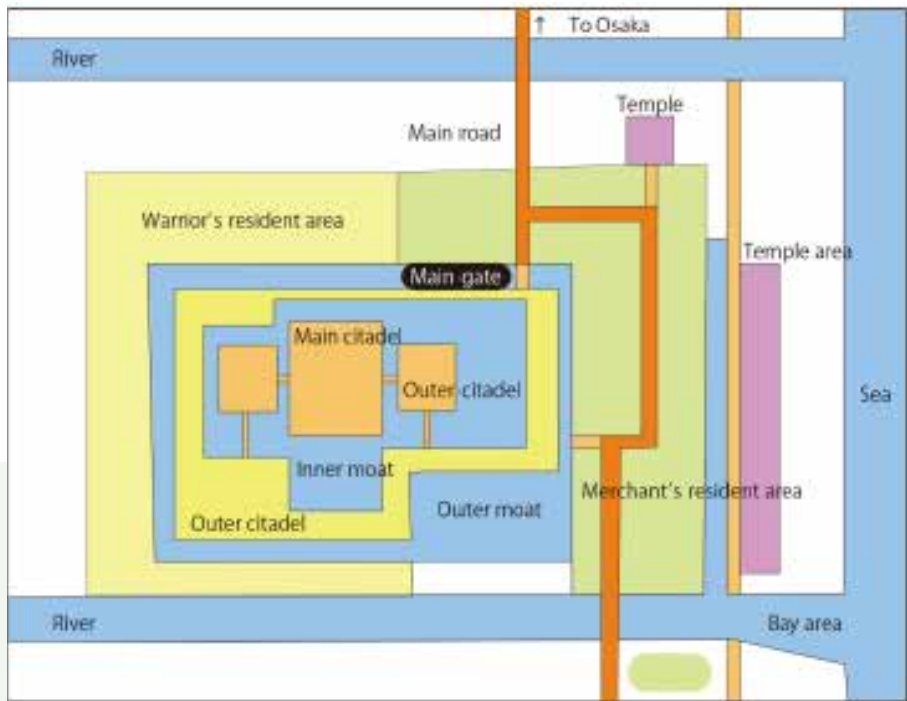 ↑ To Osaka
River
Temple
Main road
Warrior's resident area
Temple area
Main gate
Main citadel
Outer citadel
Sea
Inner moat
Merchant's resident area
Outer moat
Outer citadel
River
Bay area